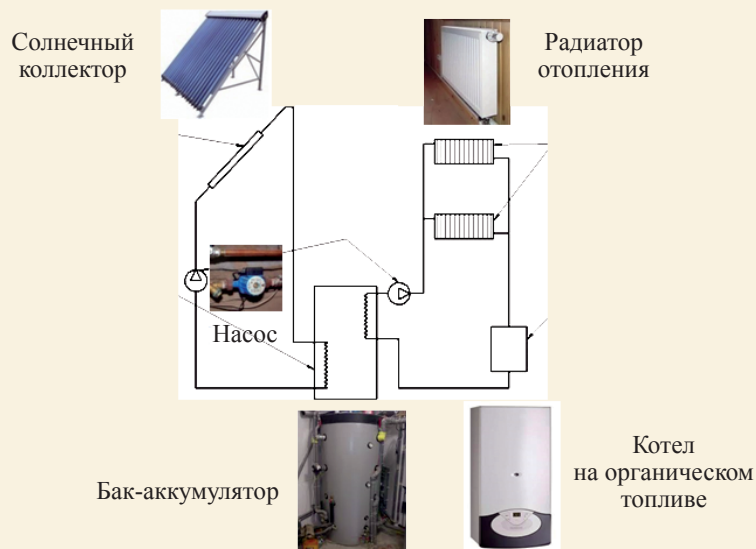 Солнечный
коллектор
Радиатор
отопления
Насос
Бак-аккумулятор
Котел
на органическом
топливе